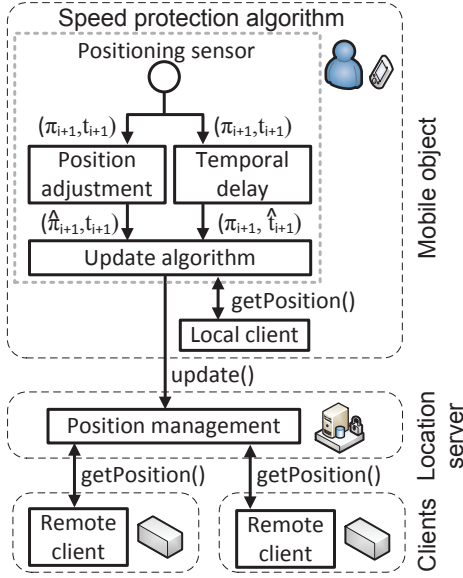 Speed protection algorithm
Positioning sensor
(π_{i+1},t_{i+1}) (π_{i+1},t_{i+1})
Position adjustment
Temporal delay
(π̂_{i+1},t_{i+1}) (π_{i+1}, t̂_{i+1})
Update algorithm
getPosition()
Local client
Mobile object
update()
Position management
Location server
getPosition() getPosition()
Remote client
Remote client
Clients